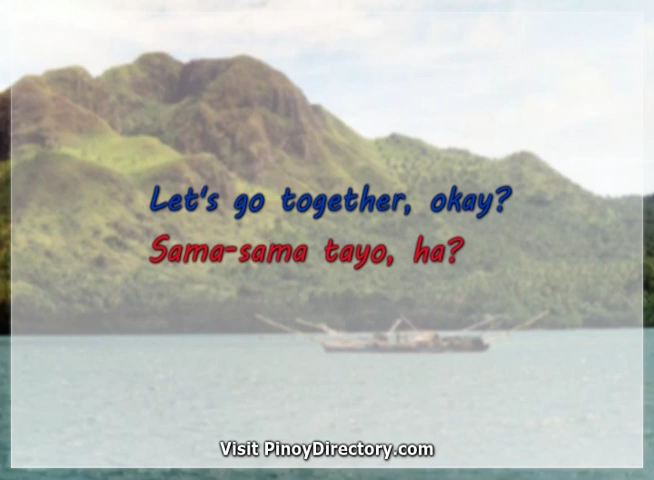 Let's go together, okay?
Sama-sama tayo, ha?
Visit PinoyDirectory.com